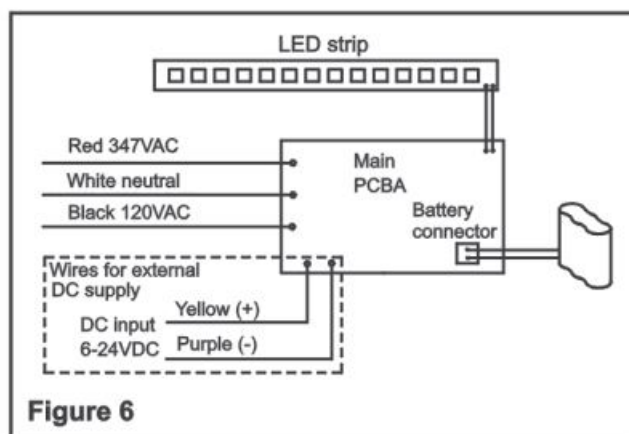 LED strip
Red 347VAC
White neutral
Black 120VAC
Main
PCBA
Battery
connector
Wires for external
DC supply
Yellow (+)
DC input
6-24VDC
Purple (-)
Figure 6